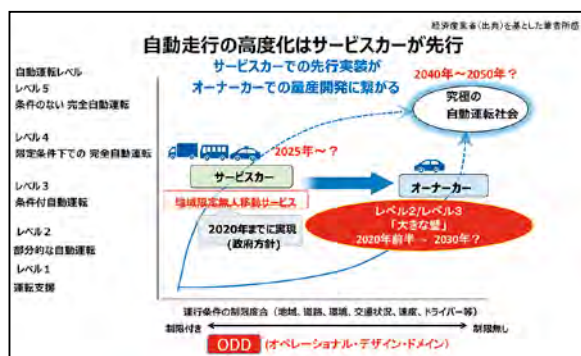 経済産業省(出典)を基とした筆者所感
自動走行の高度化はサービスカーが先行
自動運転レベル
レベル5
条件のない 完全自動運転
レベル4
限定条件下での 完全自動運転
レベル3
条件付自動運転
レベル2
部分的な自動運転
レベル1
運転支援
サービスカーでの先行実装が
オーナーカーでの量産開発に繋がる
2040年～2050年？
究極の
自動運転社会
2025年～？
サービスカー
オーナーカー
地域限定無人移動サービス
2020年までに実現
(政府方針)
レベル2/レベル3
「大きな壁」
2020年前半 ～ 2030年？
運行条件の制限度合（地域、道路、環境、交通状況、速度、ドライバー等）
制限付き
制限無し
ODD (オペレーショナル・デザイン・ドメイン)